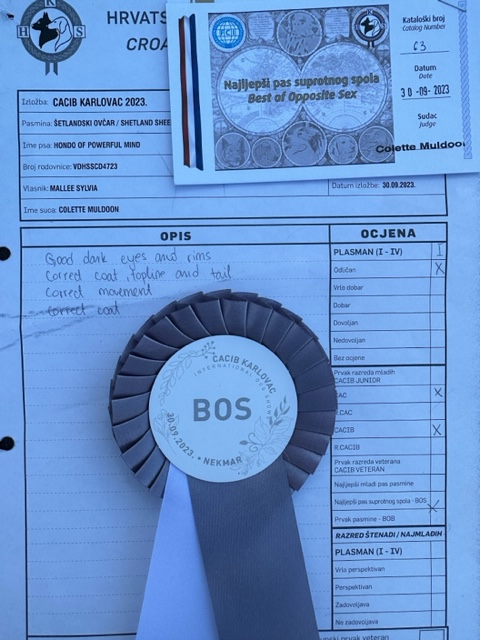 H K S
HRVATS
CROA
FCI
Najljepši pas suprotnog spola
Best of Opposite Sex
Kataloški broj
Catalog Number
63
Datum
Date
30 -09- 2023
Sudac
Judge
Colette Muldoo
Izložba: CACIB KARLOVAC 2023.
Pasmina: ŠETLANDSKI OVČAR / SHETLAND SHEE
Ime psa: HONDO OF POWERFUL MIND
Broj rodovnice: VDHSSCD4723
Vlasnik: MALLEE SYLVIA
Datum izložbe: 30.09.2023.
Ime suca: COLETTE MULDOON
OPIS
Good dark eyes and rims
Correct coat, topline and tail
Correct movement
correct coat
OCJENA
PLASMAN (I - IV) I
Odličan X
Vrlo dobar
Dobar
Dovoljan
Nedovoljan
Bez ocjene
Prvak razreda mladih
CACIB JUNIOR
CAC X
R.CAC
CACIB X
R.CACIB
Prvak razreda veterana
CACIB VETERAN
Najljepši mladi pas pasmine
Najljepši pas suprotnog spola - BOS X
Prvak pasmine - BOB
RAZRED ŠTENADI / NAJMLAĐIH
PLASMAN (I - IV)
Vrlo perspektivan
Perspektivan
Zadovoljava
Ne zadovoljava
CACIB KARLOVAC
INTERNATIONAL DOG SHOW
BOS
30.09.2023. • NEKMAR